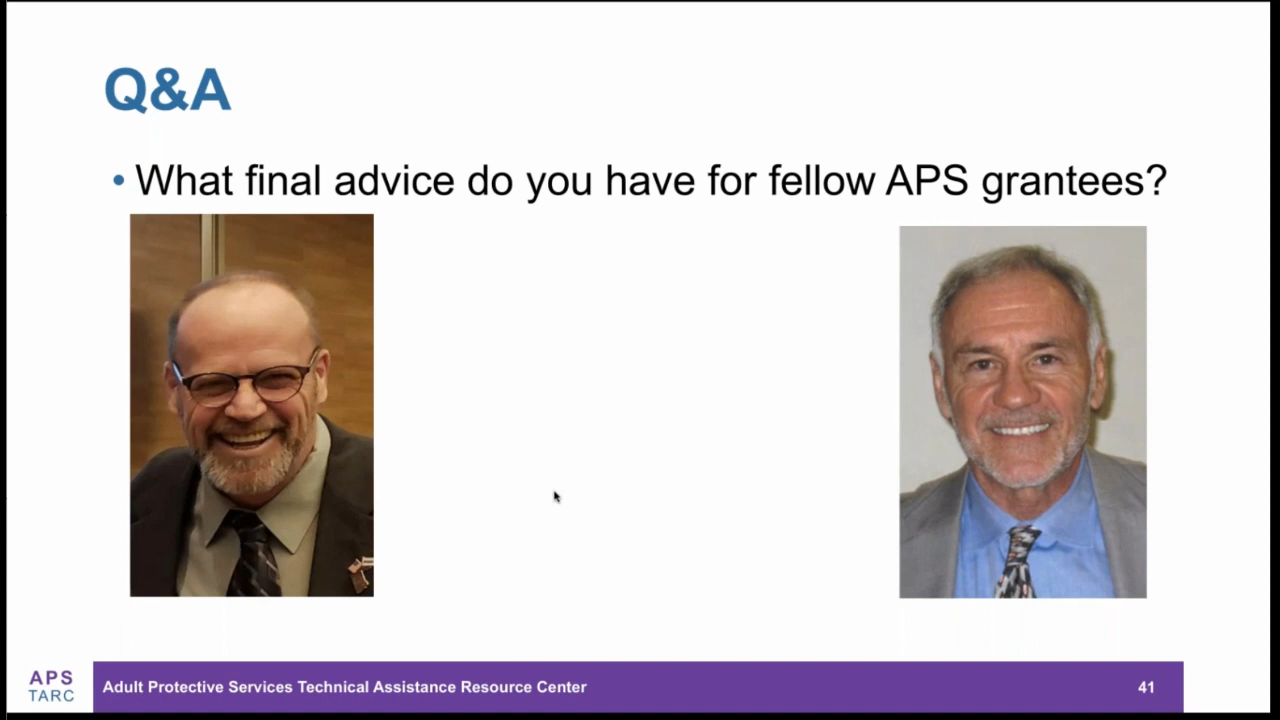 Q&A
• What final advice do you have for fellow APS grantees?
APS
TARC
Adult Protective Services Technical Assistance Resource Center
41